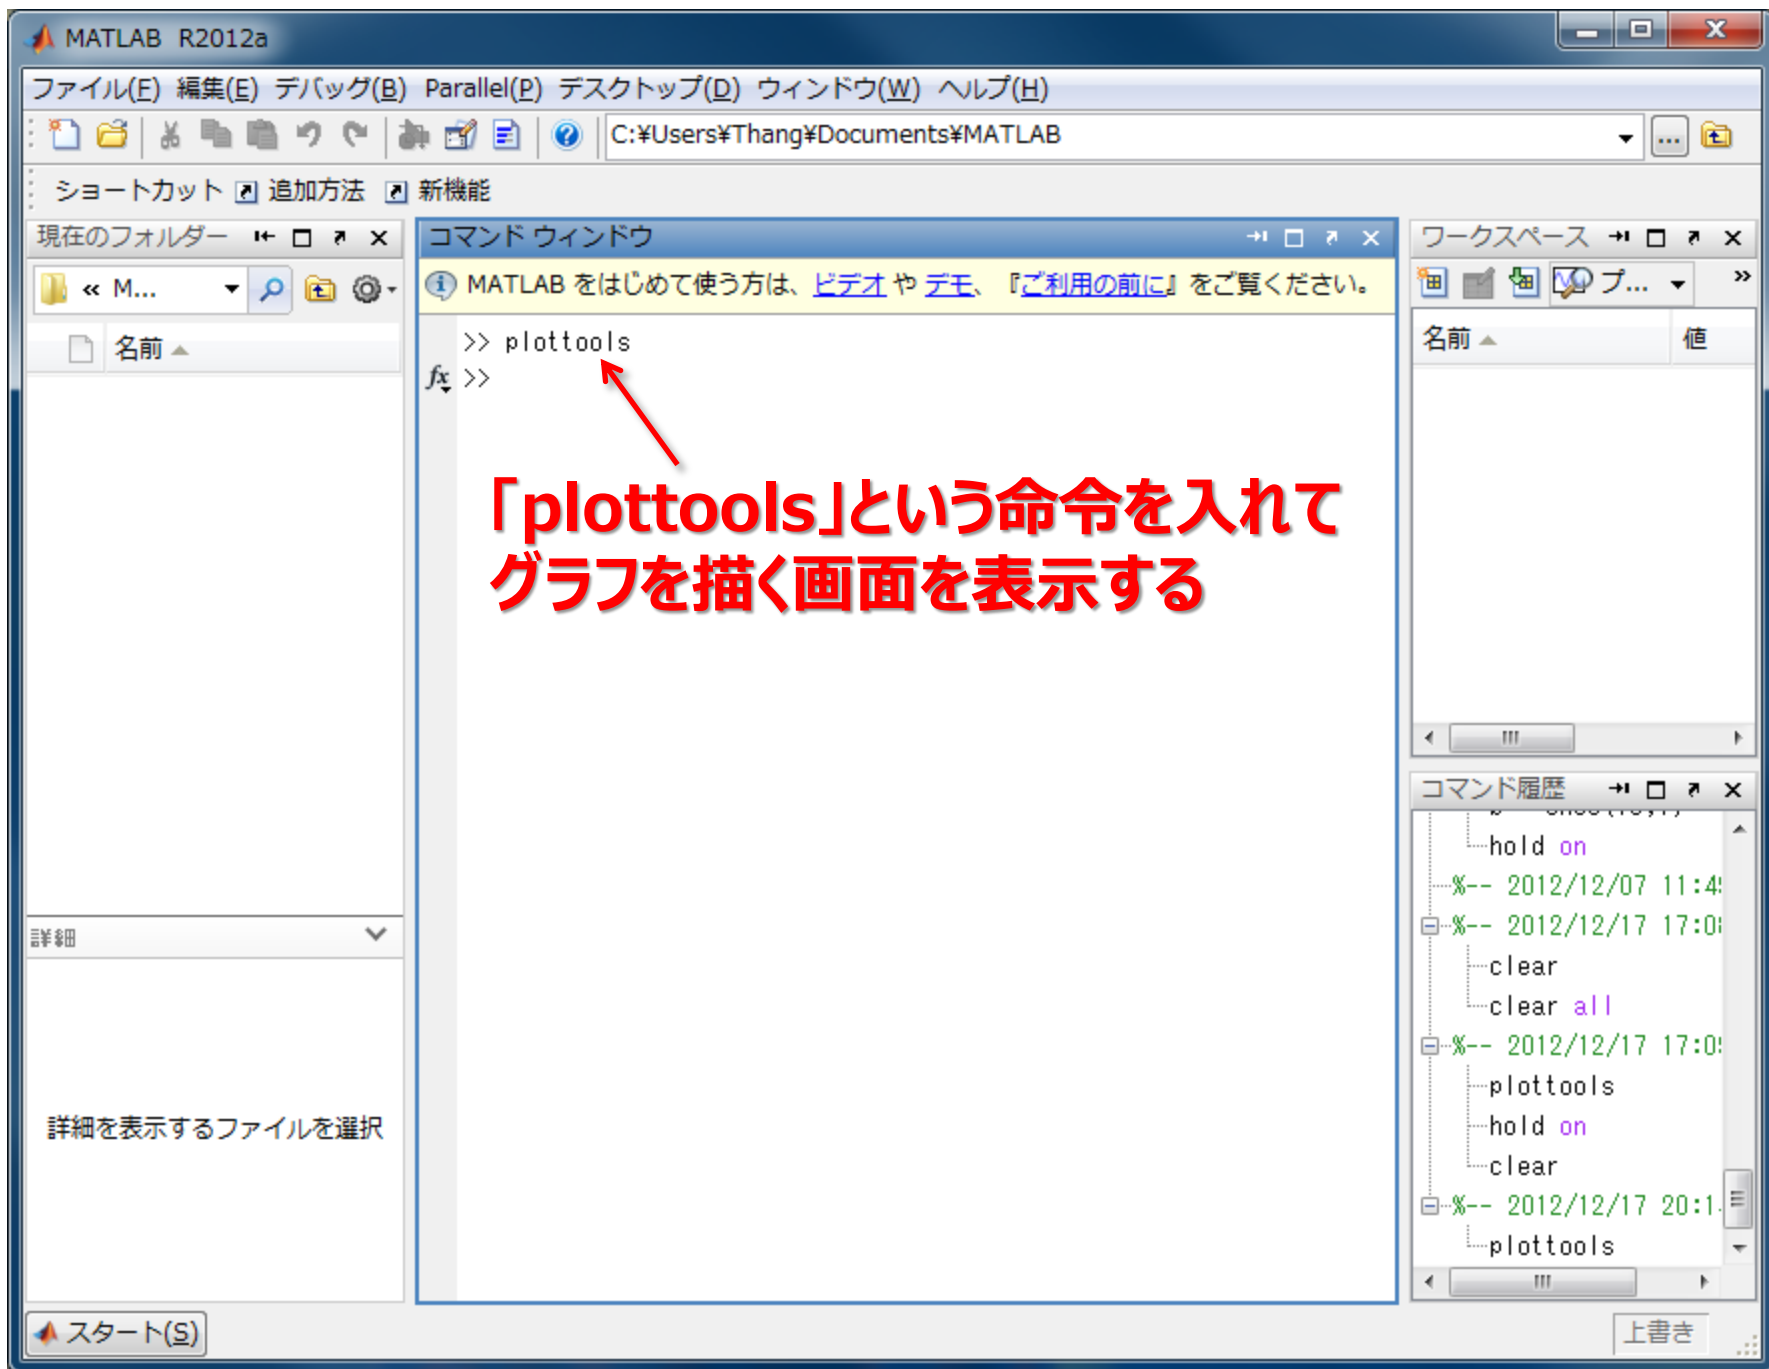 MATLAB R2012a
ファイル(F) 編集(E) デバッグ(B) Parallel(P) デスクトップ(D) ウィンドウ(W) ヘルプ(H)
C:¥Users¥Thang¥Documents¥MATLAB
ショートカット 追加方法 新機能
現在のフォルダー
« M...
名前
詳細
詳細を表示するファイルを選択
コマンド ウィンドウ
MATLAB をはじめて使う方は、ビデオ や デモ、『ご利用の前に』をご覧ください。
>> plottools
fx >>
「plottools」という命令を入れて
グラフを描く画面を表示する
ワークスペース
プ... »
名前 値
コマンド履歴
hold on
%-- 2012/12/07 11:4
%-- 2012/12/17 17:0
clear
clear all
%-- 2012/12/17 17:0
plottools
hold on
clear
%-- 2012/12/17 20:1
plottools
スタート(S)
上書き